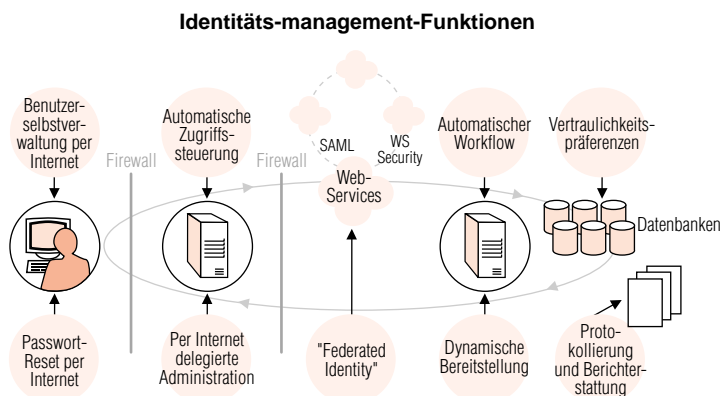 Identitäts-management-Funktionen
Benutzer-
selbstver-
waltung per
Internet
Firewall
Automatische
Zugriffs-
steuerung
Firewall
SAML
WS
Security
Web-
Services
Automatischer
Workflow
Vertraulichkeits-
präferenzen
Datenbanken
Passwort-
Reset per
Internet
Per Internet
delegierte
Administration
"Federated
Identity"
Dynamische
Bereitstellung
Proto-
kollierung
und Berichter-
stattung